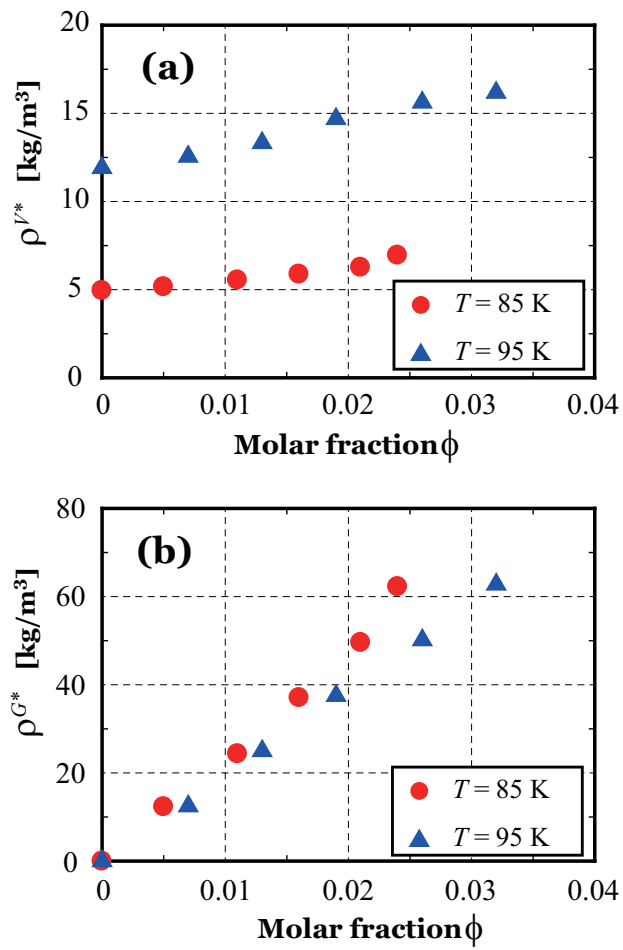 20
15
10
5
0
ρV* [kg/m3]
(a)
T = 85 K
T = 95 K
0 0.01 0.02 0.03 0.04
Molar fractionϕ
80
60
40
20
0
ρG* [kg/m3]
(b)
T = 85 K
T = 95 K
0 0.01 0.02 0.03 0.04
Molar fractionϕ